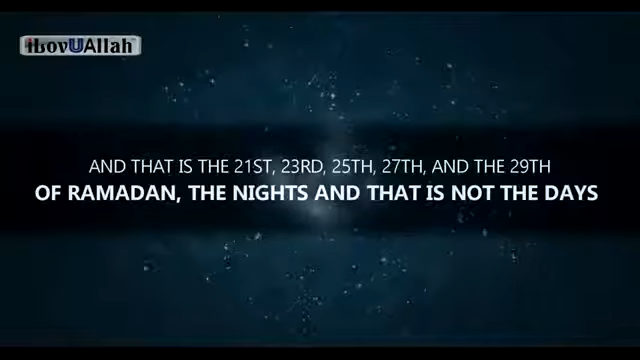 iLovUAllah
AND THAT IS THE 21ST, 23RD, 25TH, 27TH, AND THE 29TH
OF RAMADAN, THE NIGHTS AND THAT IS NOT THE DAYS